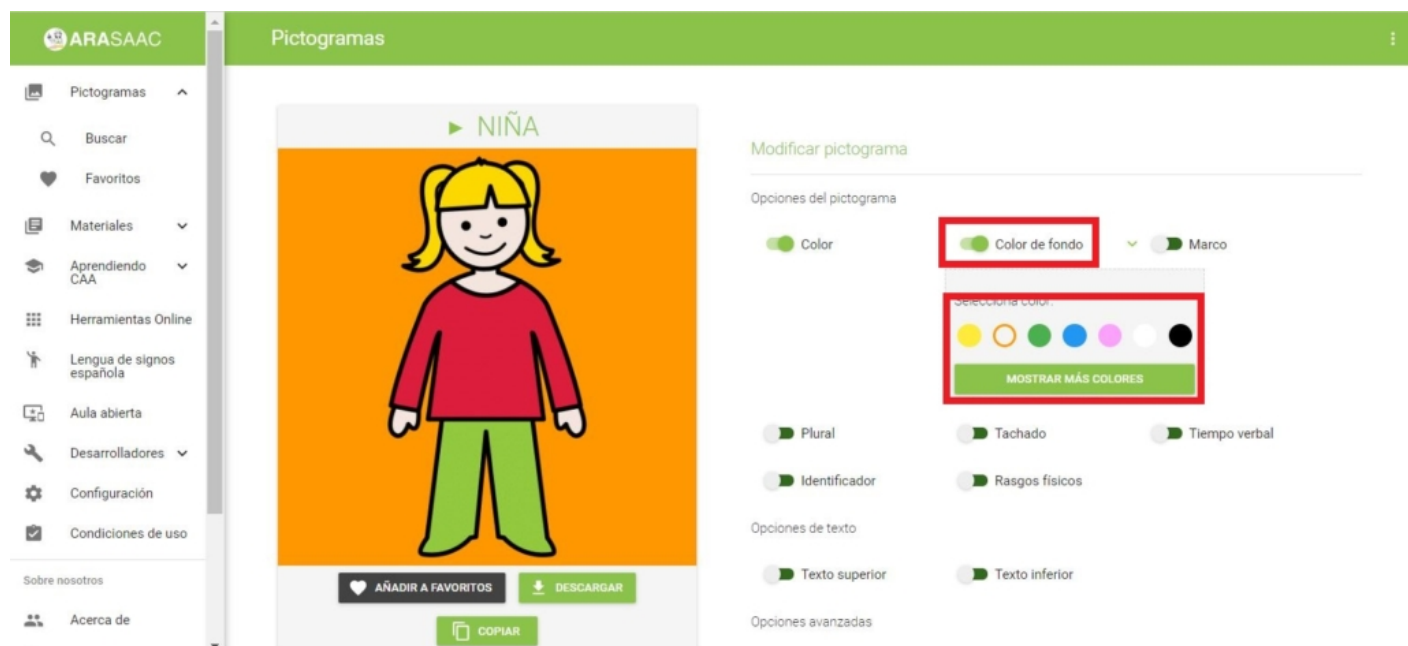 ARASAAC
Pictogramas
Pictogramas
Buscar
Favoritos
Materiales
Aprendiendo
CAA
Herramientas Online
Lengua de signos
española
Aula abierta
Desarrolladores
Configuración
Condiciones de uso
Sobre nosotros
Acerca de
NIÑA
AÑADIR A FAVORITOS
DESCARGAR
COPIAR
Modificar pictograma
Opciones del pictograma
Color
Color de fondo
Marco
Selecciona color:
MOSTRAR MÁS COLORES
Plural
Tachado
Tiempo verbal
Identificador
Rasgos físicos
Opciones de texto
Texto superior
Texto inferior
Opciones avanzadas